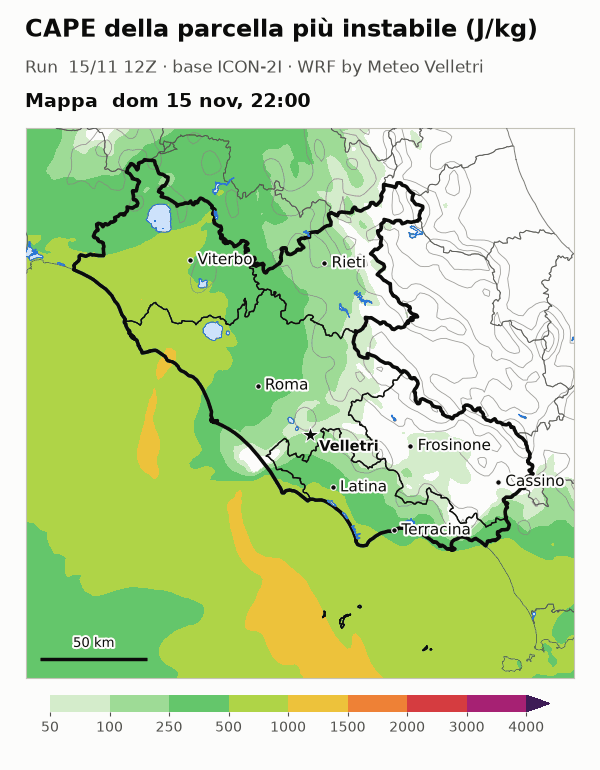 CAPE della parcella più instabile (J/kg)
Run  15/11 12Z · base ICON-2I · WRF by Meteo Velletri
Mappa  dom 15 nov, 22:00
Viterbo
Rieti
Roma
Velletri
Frosinone
Latina
Cassino
Terracina
50 km
50 100 250 500 1000 1500 2000 3000 4000